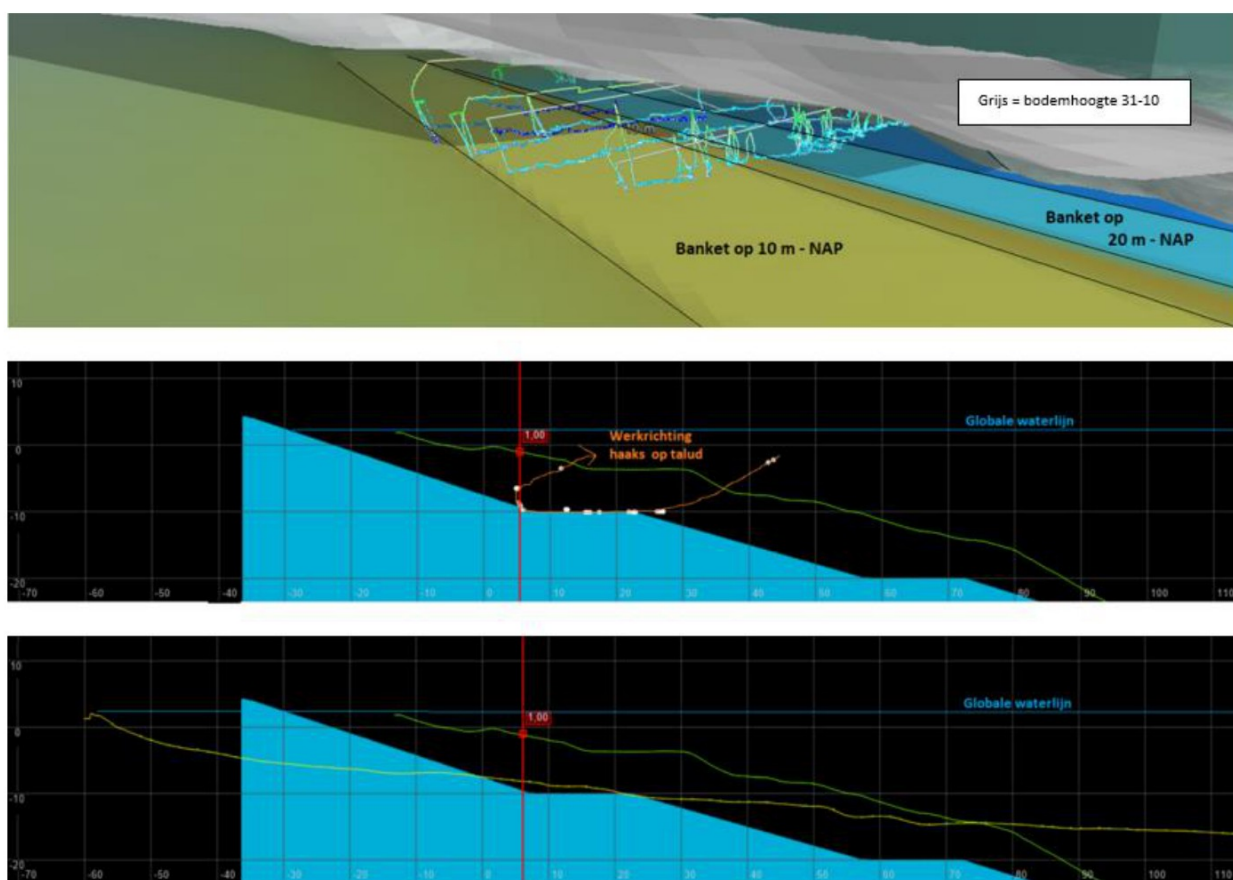 Grijs = bodemhoogte 31-10
Banket op
20 m - NAP
Banket op 10 m - NAP
10
Globale waterlijn
1,00
Werkrichting
haaks op talud
0
-10
-20
-70 -60 -50 -40 -30 -20 -10 0 10 20 30 40 50 60 70 80 90 100 110
10
Globale waterlijn
1,00
0
-10
-20
-70 -60 -50 -40 -30 -20 -10 0 10 20 30 40 50 60 70 80 90 100 110